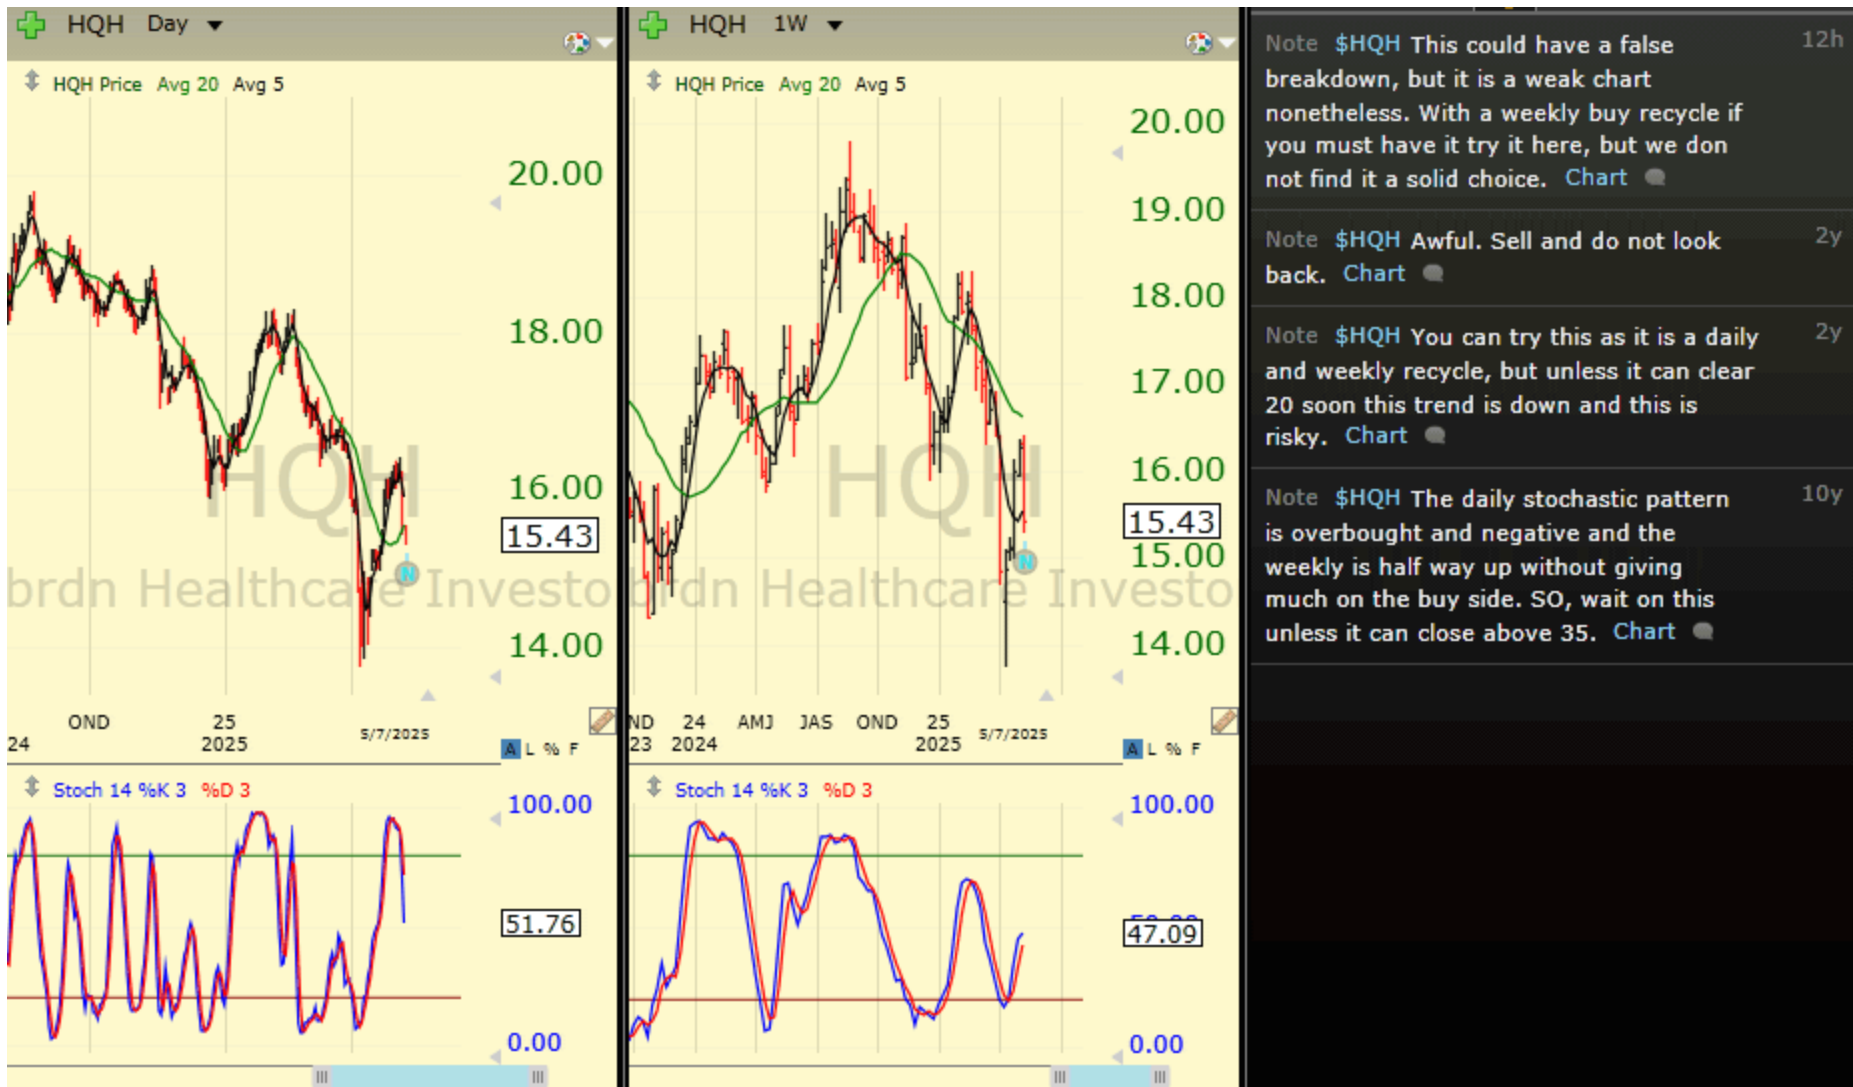 HQH Day
HQH Price Avg 20 Avg 5
20.00
18.00
16.00
15.43
14.00
HQH
brdn Healthcare Investo
N
OND 25
24 2025 5/7/2025
A L % F
Stoch 14 %K 3 %D 3
100.00
51.76
0.00
HQH 1W
HQH Price Avg 20 Avg 5
20.00
19.00
18.00
17.00
16.00
15.43
15.00
14.00
HQH
brdn Healthcare Investo
N
ND 24 AMJ JAS OND 25
23 2024 2025 5/7/2025
A L % F
Stoch 14 %K 3 %D 3
100.00
47.09
0.00
Note $HQH This could have a false 12h
breakdown, but it is a weak chart
nonetheless. With a weekly buy recycle if
you must have it try it here, but we don
not find it a solid choice. Chart
Note $HQH Awful. Sell and do not look 2y
back. Chart
Note $HQH You can try this as it is a daily 2y
and weekly recycle, but unless it can clear
20 soon this trend is down and this is
risky. Chart
Note $HQH The daily stochastic pattern 10y
is overbought and negative and the
weekly is half way up without giving
much on the buy side. SO, wait on this
unless it can close above 35. Chart